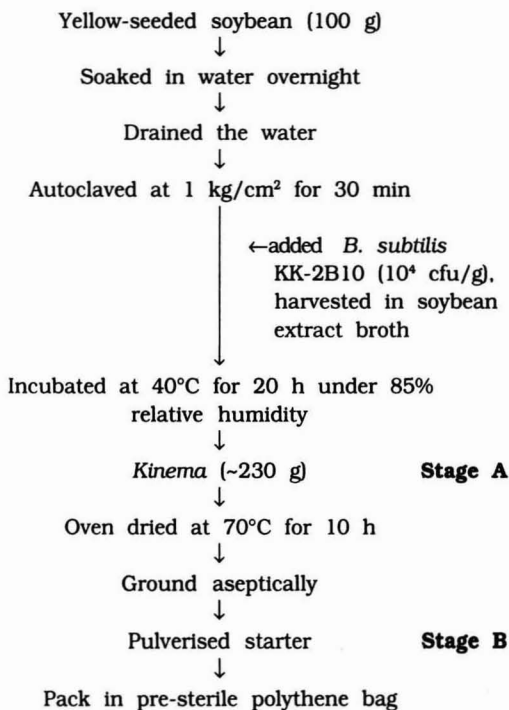 Yellow-seeded soybean (100 g)
↓
Soaked in water overnight
↓
Drained the water
↓
Autoclaved at 1 kg/cm² for 30 min
←added B. subtilis
KK-2B10 (10⁴ cfu/g),
harvested in soybean
extract broth
↓
Incubated at 40°C for 20 h under 85%
relative humidity
↓
Kinema (~230 g) Stage A
↓
Oven dried at 70°C for 10 h
↓
Ground aseptically
↓
Pulverised starter Stage B
↓
Pack in pre-sterile polythene bag